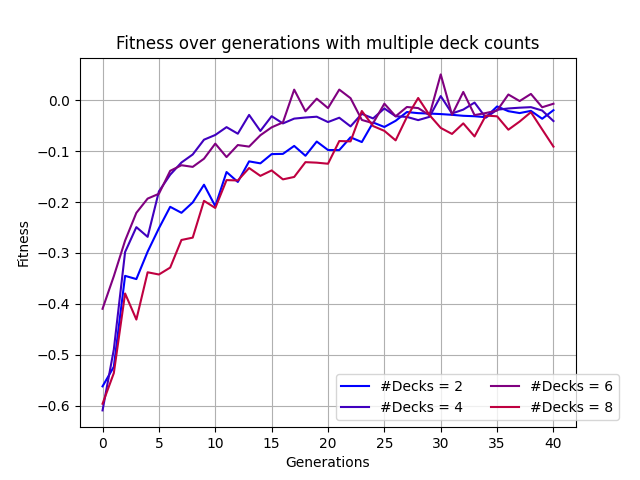 Fitness over generations with multiple deck counts
0.0
−0.1
−0.2
−0.3
−0.4
−0.5
−0.6
Fitness
#Decks = 2 #Decks = 6
#Decks = 4 #Decks = 8
0 5 10 15 20 25 30 35 40
Generations